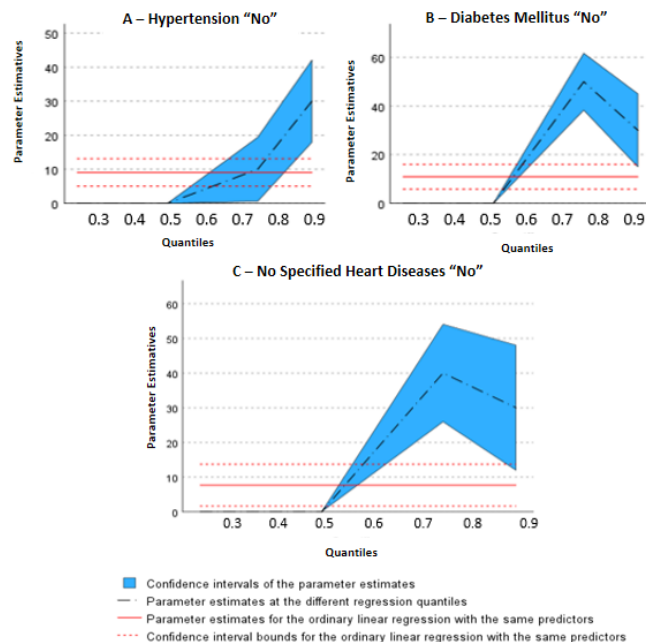 A – Hypertension “No”
Parameter Estimatives
50
40
30
20
10
0
0.3 0.4 0.5 0.6 0.7 0.8 0.9
Quantiles
B – Diabetes Mellitus “No”
Parameter Estimatives
60
40
20
0
0.3 0.4 0.5 0.6 0.7 0.8 0.9
Quantiles
C – No Specified Heart Diseases “No”
Parameter Estimatives
60
50
40
30
20
10
0
0.3 0.4 0.5 0.6 0.7 0.8 0.9
Quantiles
Confidence intervals of the parameter estimates
Parameter estimates at the different regression quantiles
Parameter estimates for the ordinary linear regression with the same predictors
Confidence interval bounds for the ordinary linear regression with the same predictors